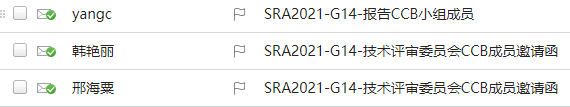 yangc SRA2021-G14-报告CCB小组成员
韩艳丽 SRA2021-G14-技术评审委员会CCB成员邀请函
邢海粟 SRA2021-G14-技术评审委员会CCB成员邀请函